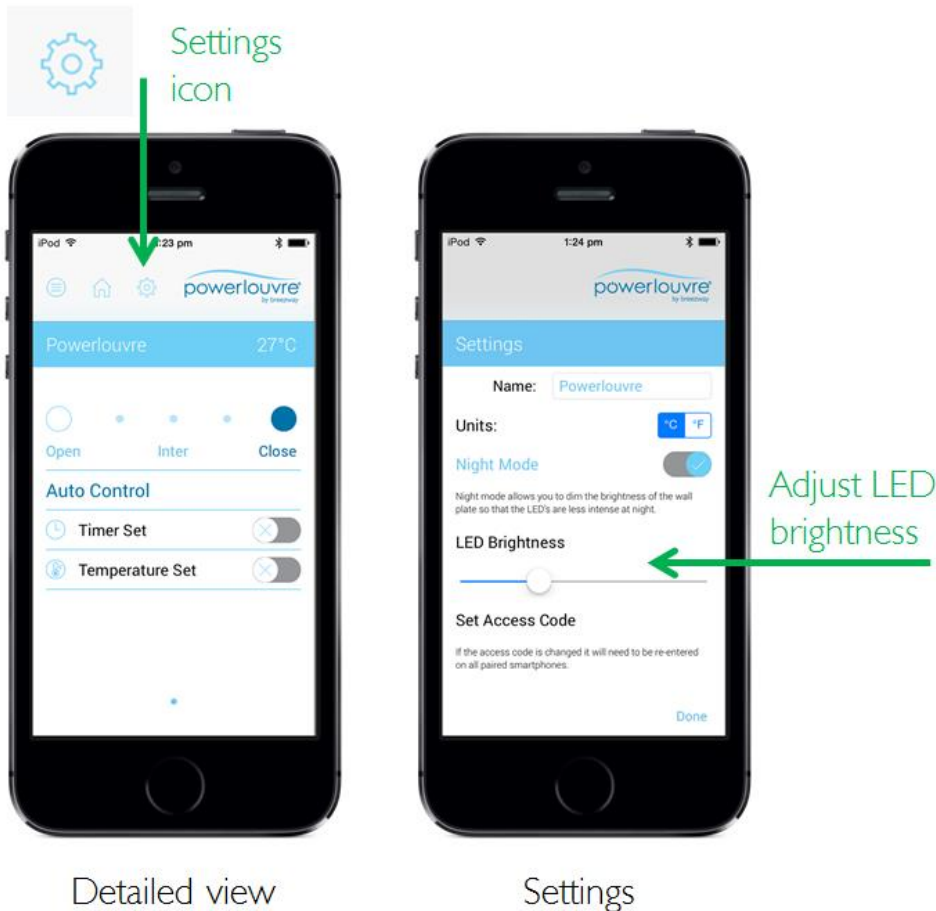 Settings
icon
iPod 1:23 pm
powerlouvre
by breezway
Powerlouvre 27°C
Open Inter Close
Auto Control
Timer Set
Temperature Set
Detailed view
iPod 1:24 pm
powerlouvre
by breezway
Settings
Name: Powerlouvre
Units: °C °F
Night Mode
Night mode allows you to dim the brightness of the wall
plate so that the LED's are less intense at night.
LED Brightness
Set Access Code
If the access code is changed it will need to be re-entered
on all paired smartphones.
Done
Adjust LED
brightness
Settings